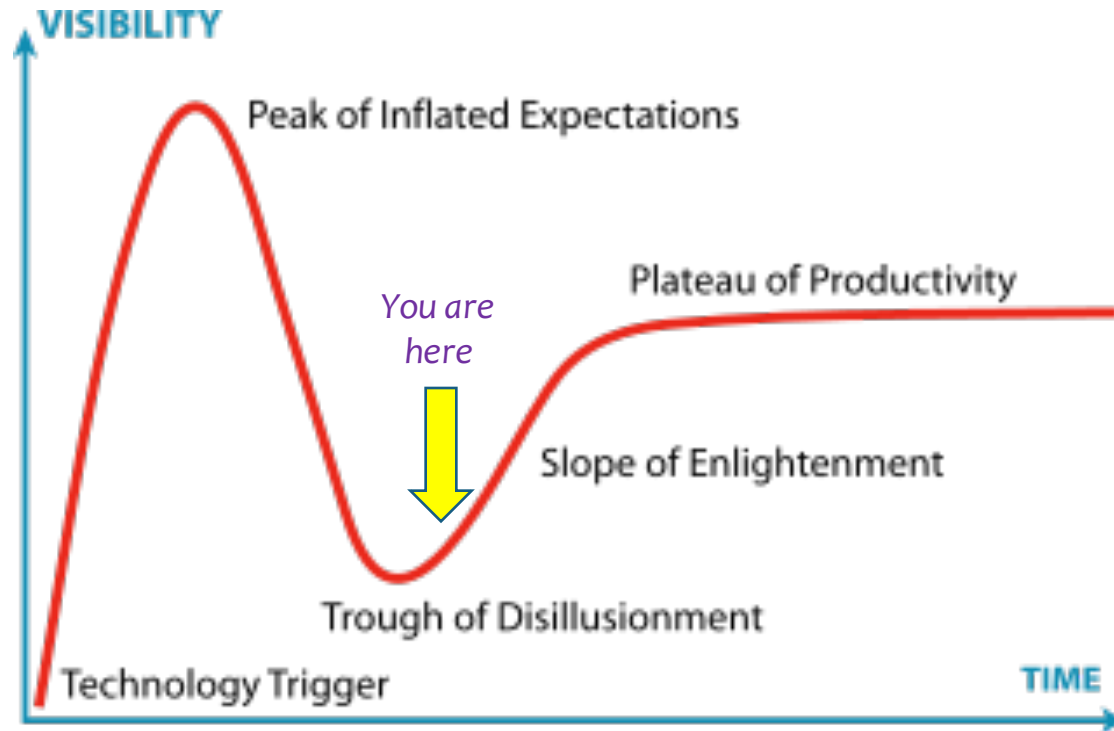 VISIBILITY
Peak of Inflated Expectations
Plateau of Productivity
You are
here
Slope of Enlightenment
Trough of Disillusionment
Technology Trigger
TIME